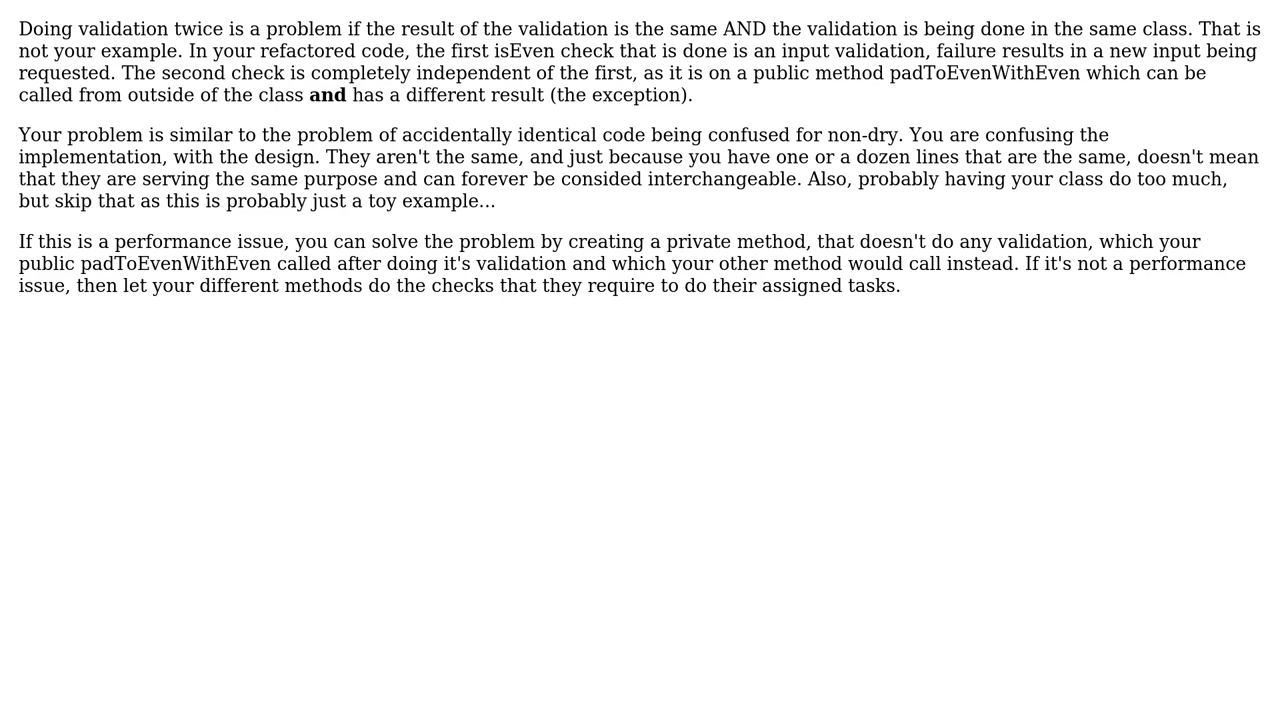 Doing validation twice is a problem if the result of the validation is the same AND the validation is being done in the same class. That is
not your example. In your refactored code, the first isEven check that is done is an input validation, failure results in a new input being
requested. The second check is completely independent of the first, as it is on a public method padToEvenWithEven which can be
called from outside of the class and has a different result (the exception).
Your problem is similar to the problem of accidentally identical code being confused for non-dry. You are confusing the
implementation, with the design. They aren't the same, and just because you have one or a dozen lines that are the same, doesn't mean
that they are serving the same purpose and can forever be consided interchangeable. Also, probably having your class do too much,
but skip that as this is probably just a toy example...
If this is a performance issue, you can solve the problem by creating a private method, that doesn't do any validation, which your
public padToEvenWithEven called after doing it's validation and which your other method would call instead. If it's not a performance
issue, then let your different methods do the checks that they require to do their assigned tasks.